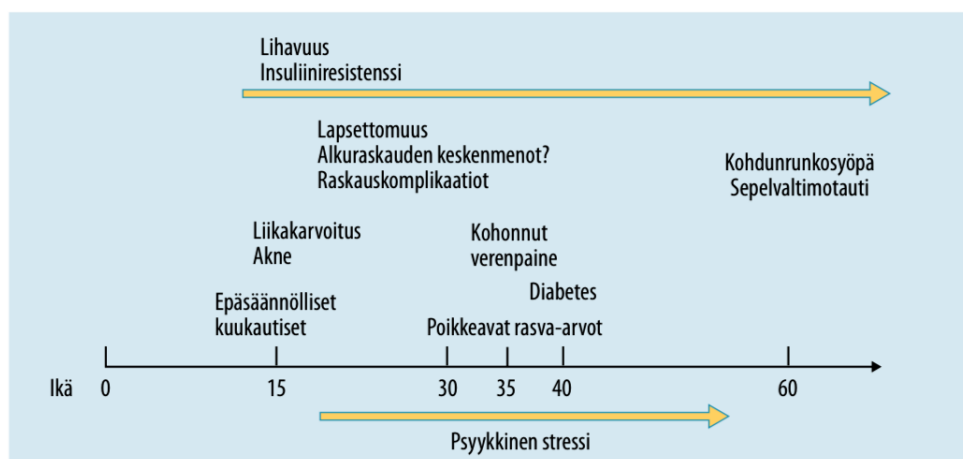 Lihavuus
Insuliiniresistenssi
Lapsettomuus
Alkuraskauden keskenmenot?
Raskauskomplikaatiot
Kohdunrunkosyöpä
Sepelvaltimotauti
Liikakarvoitus
Akne
Kohonnut
verenpaine
Diabetes
Epäsäännölliset
kuukautiset
Poikkeavat rasva-arvot
Ikä 0 15 30 35 40 60
Psyykkinen stressi